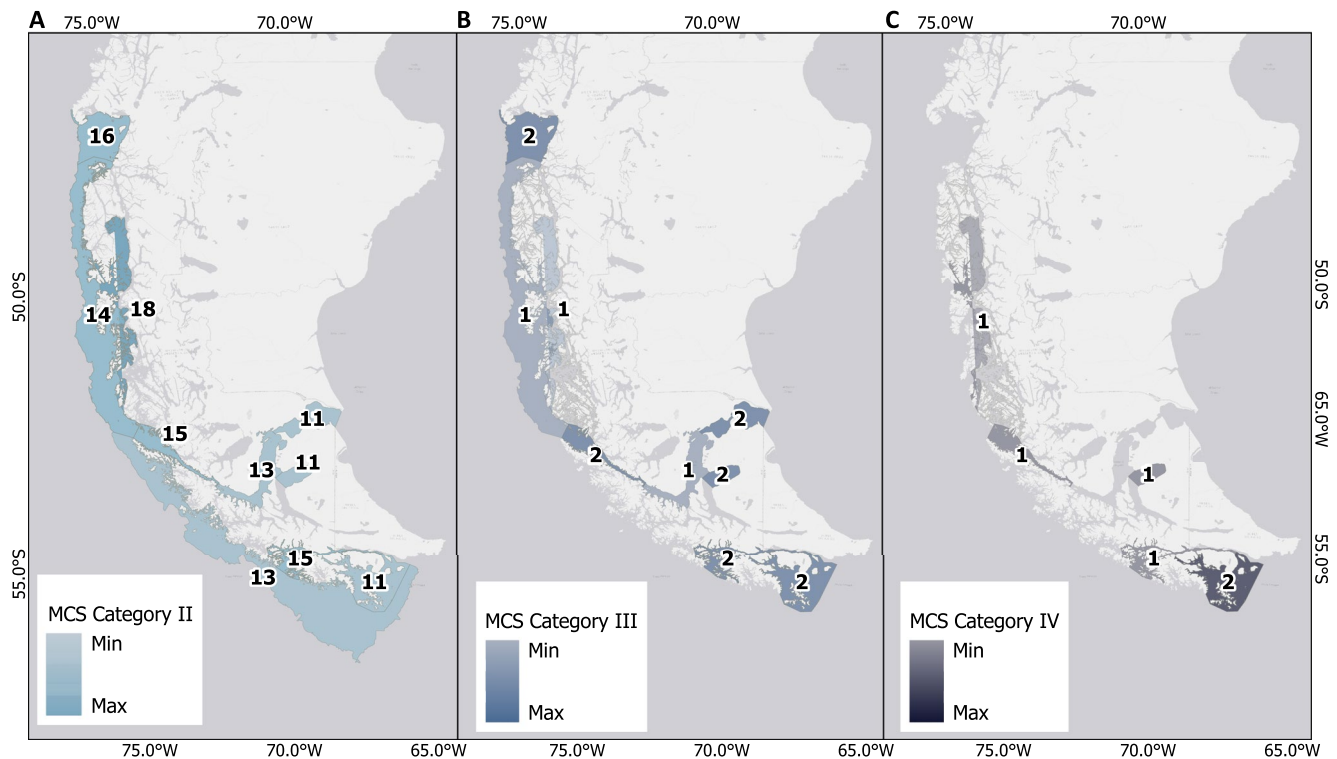 A 75.0°W 70.0°W B 75.0°W 70.0°W C 75.0°W 70.0°W
16 2
50.0°S 14 18 1 1 1 50.0°S
11 2 65.0°W
15 11 2 1
13 1 2 1
15 2 1
55.0°S 13 11 2 2 55.0°S
MCS Category II
Min
Max
MCS Category III
Min
Max
MCS Category IV
Min
Max
75.0°W 70.0°W 65.0°W 75.0°W 70.0°W 65.0°W 75.0°W 70.0°W 65.0°W